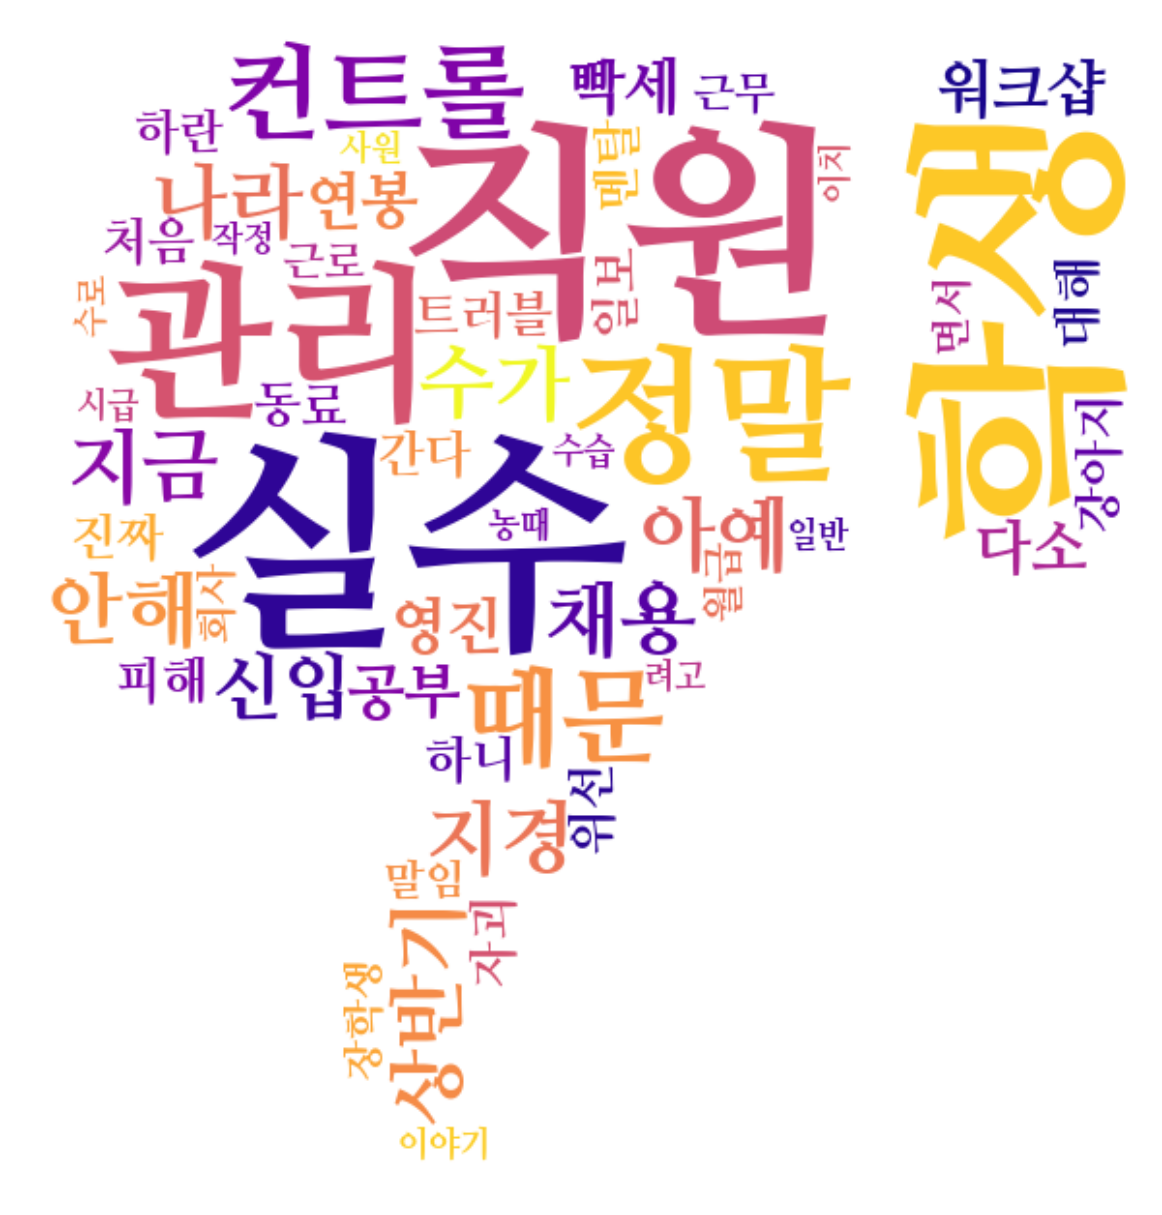 컨트롤
빡세
근무
워크샵
하란
사원
멘탈
직원
이치
학생
나라
연봉
처음
작정
근로
일보
면서
대해
수로
관리
트러블
수가
정말
시급
동료
강아지
지금
간다
수습
실수
진짜
농때
아예
일반
다소
안해
회사
영진
채용
월급
피해
신입
공부
때문
려고
하니
위선
지경
말임
자괴
상반기
장학생
이야기